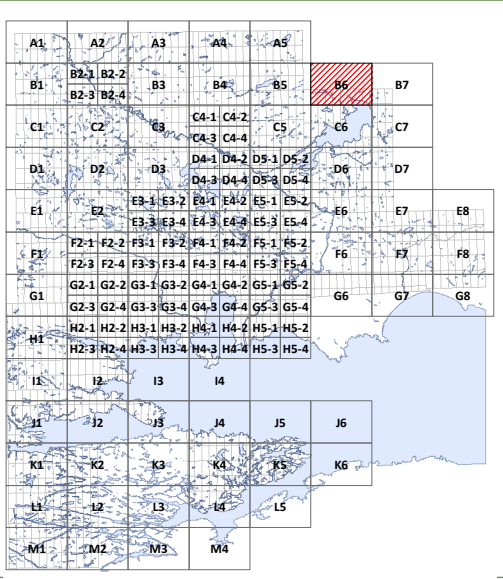 A1 A2 A3 A4 A5
B2-1 B2-2
B1 B3 B4 B5 B6 B7
B2-3 B2-4
C4-1 C4-2
C1 C2 C3 C5 C6 C7
C4-3 C4-4
D4-1 D4-2 D5-1 D5-2
D1 D2 D3 D6 D7
D4-3 D4-4 D5-3 D5-4
E3-1 E3-2 E4-1 E4-2 E5-1 E5-2
E1 E2 E6 E7 E8
E3-3 E3-4 E4-3 E4-4 E5-3 E5-4
F2-1 F2-2 F3-1 F3-2 F4-1 F4-2 F5-1 F5-2
F1 F6 F7 F8
F2-3 F2-4 F3-3 F3-4 F4-3 F4-4 F5-3 F5-4
G2-1 G2-2 G3-1 G3-2 G4-1 G4-2 G5-1 G5-2
G1 G6 G7 G8
G2-3 G2-4 G3-3 G3-4 G4-3 G4-4 G5-3 G5-4
H2-1 H2-2 H3-1 H3-2 H4-1 H4-2 H5-1 H5-2
H1
H2-3 H2-4 H3-3 H3-4 H4-3 H4-4 H5-3 H5-4
I1 I2 I3 I4
J1 J2 J3 J4 J5 J6
K1 K2 K3 K4 K5 K6
L1 L2 L3 L4 L5
M1 M2 M3 M4